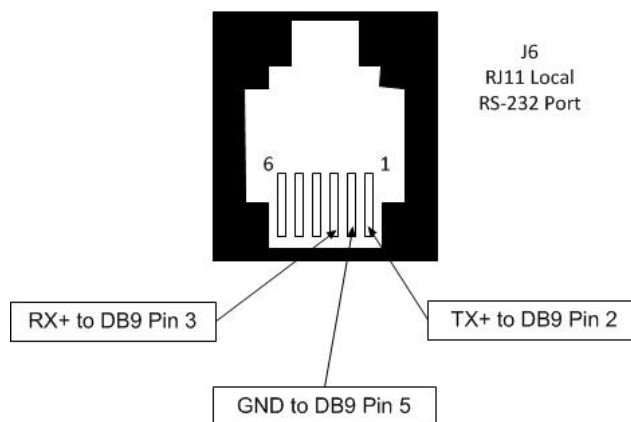 J6
RJ11 Local
RS-232 Port
6 1
RX+ to DB9 Pin 3
TX+ to DB9 Pin 2
GND to DB9 Pin 5